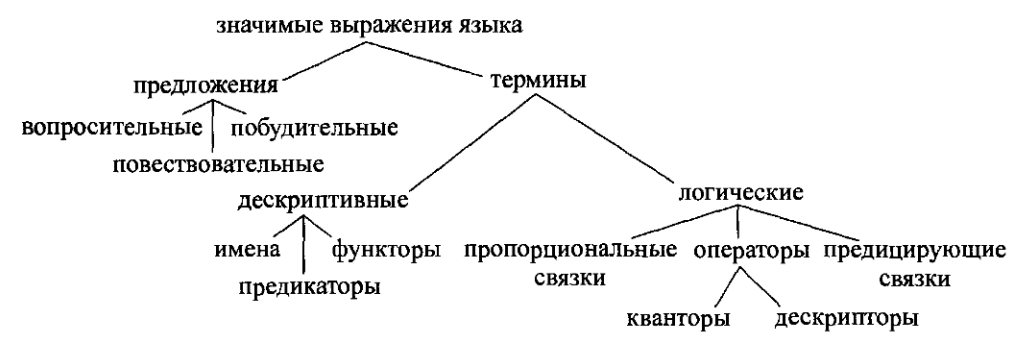 значимые выражения языка
предложения
термины
вопросительные
побудительные
повествовательные
дескриптивные
логические
имена
функторы
предикаторы
пропорциональные связки
операторы
предицирующие связки
кванторы
дескрипторы